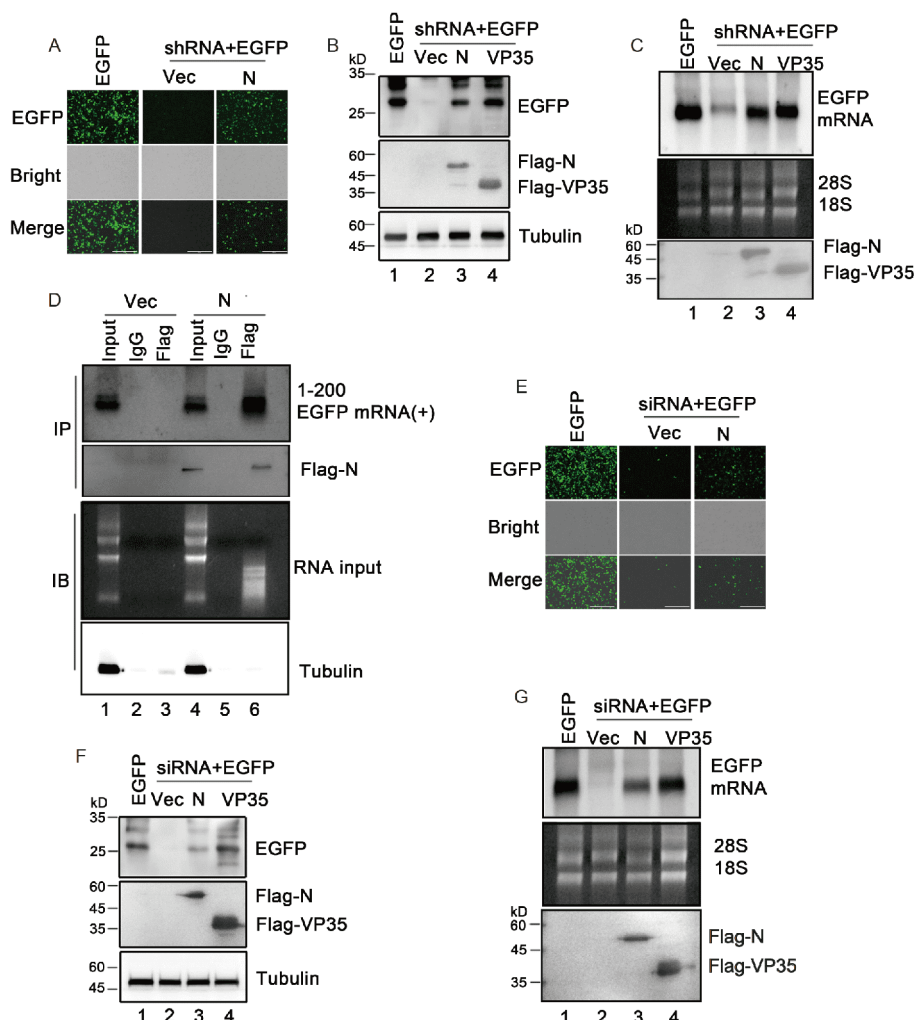 A
EGFP
shRNA+EGFP
Vec
N
EGFP
Bright
Merge
B
EGFP
shRNA+EGFP
kD
Vec N VP35
35
25
EGFP
60
45
35
Flag-N
Flag-VP35
60
45
Tubulin
1 2 3 4
C
EGFP
shRNA+EGFP
Vec N VP35
EGFP
mRNA
28S
18S
kD
60
45
35
Flag-N
Flag-VP35
1 2 3 4
D
Vec N
Input IgG Flag Input IgG Flag
IP
1-200
EGFP mRNA(+)
Flag-N
IB
RNA input
Tubulin
1 2 3 4 5 6
E
EGFP
siRNA+EGFP
Vec N
EGFP
Bright
Merge
F
EGFP
siRNA+EGFP
kD
Vec N VP35
35
25
EGFP
60
45
35
Flag-N
Flag-VP35
60
45
Tubulin
1 2 3 4
G
EGFP
siRNA+EGFP
Vec N VP35
EGFP
mRNA
28S
18S
kD
60
45
35
Flag-N
Flag-VP35
1 2 3 4